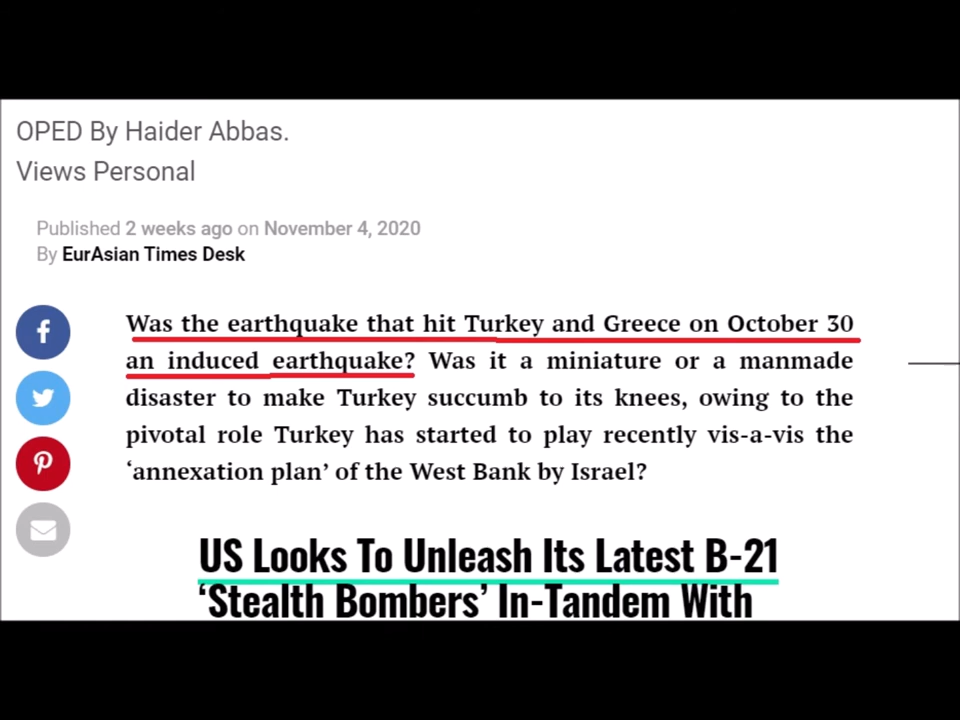 OPED By Haider Abbas.
Views Personal
Published 2 weeks ago on November 4, 2020
By EurAsian Times Desk
Was the earthquake that hit Turkey and Greece on October 30
an induced earthquake? Was it a miniature or a manmade
disaster to make Turkey succumb to its knees, owing to the
pivotal role Turkey has started to play recently vis-a-vis the
‘annexation plan’ of the West Bank by Israel?
US Looks To Unleash Its Latest B-21
‘Stealth Bombers’ In-Tandem With